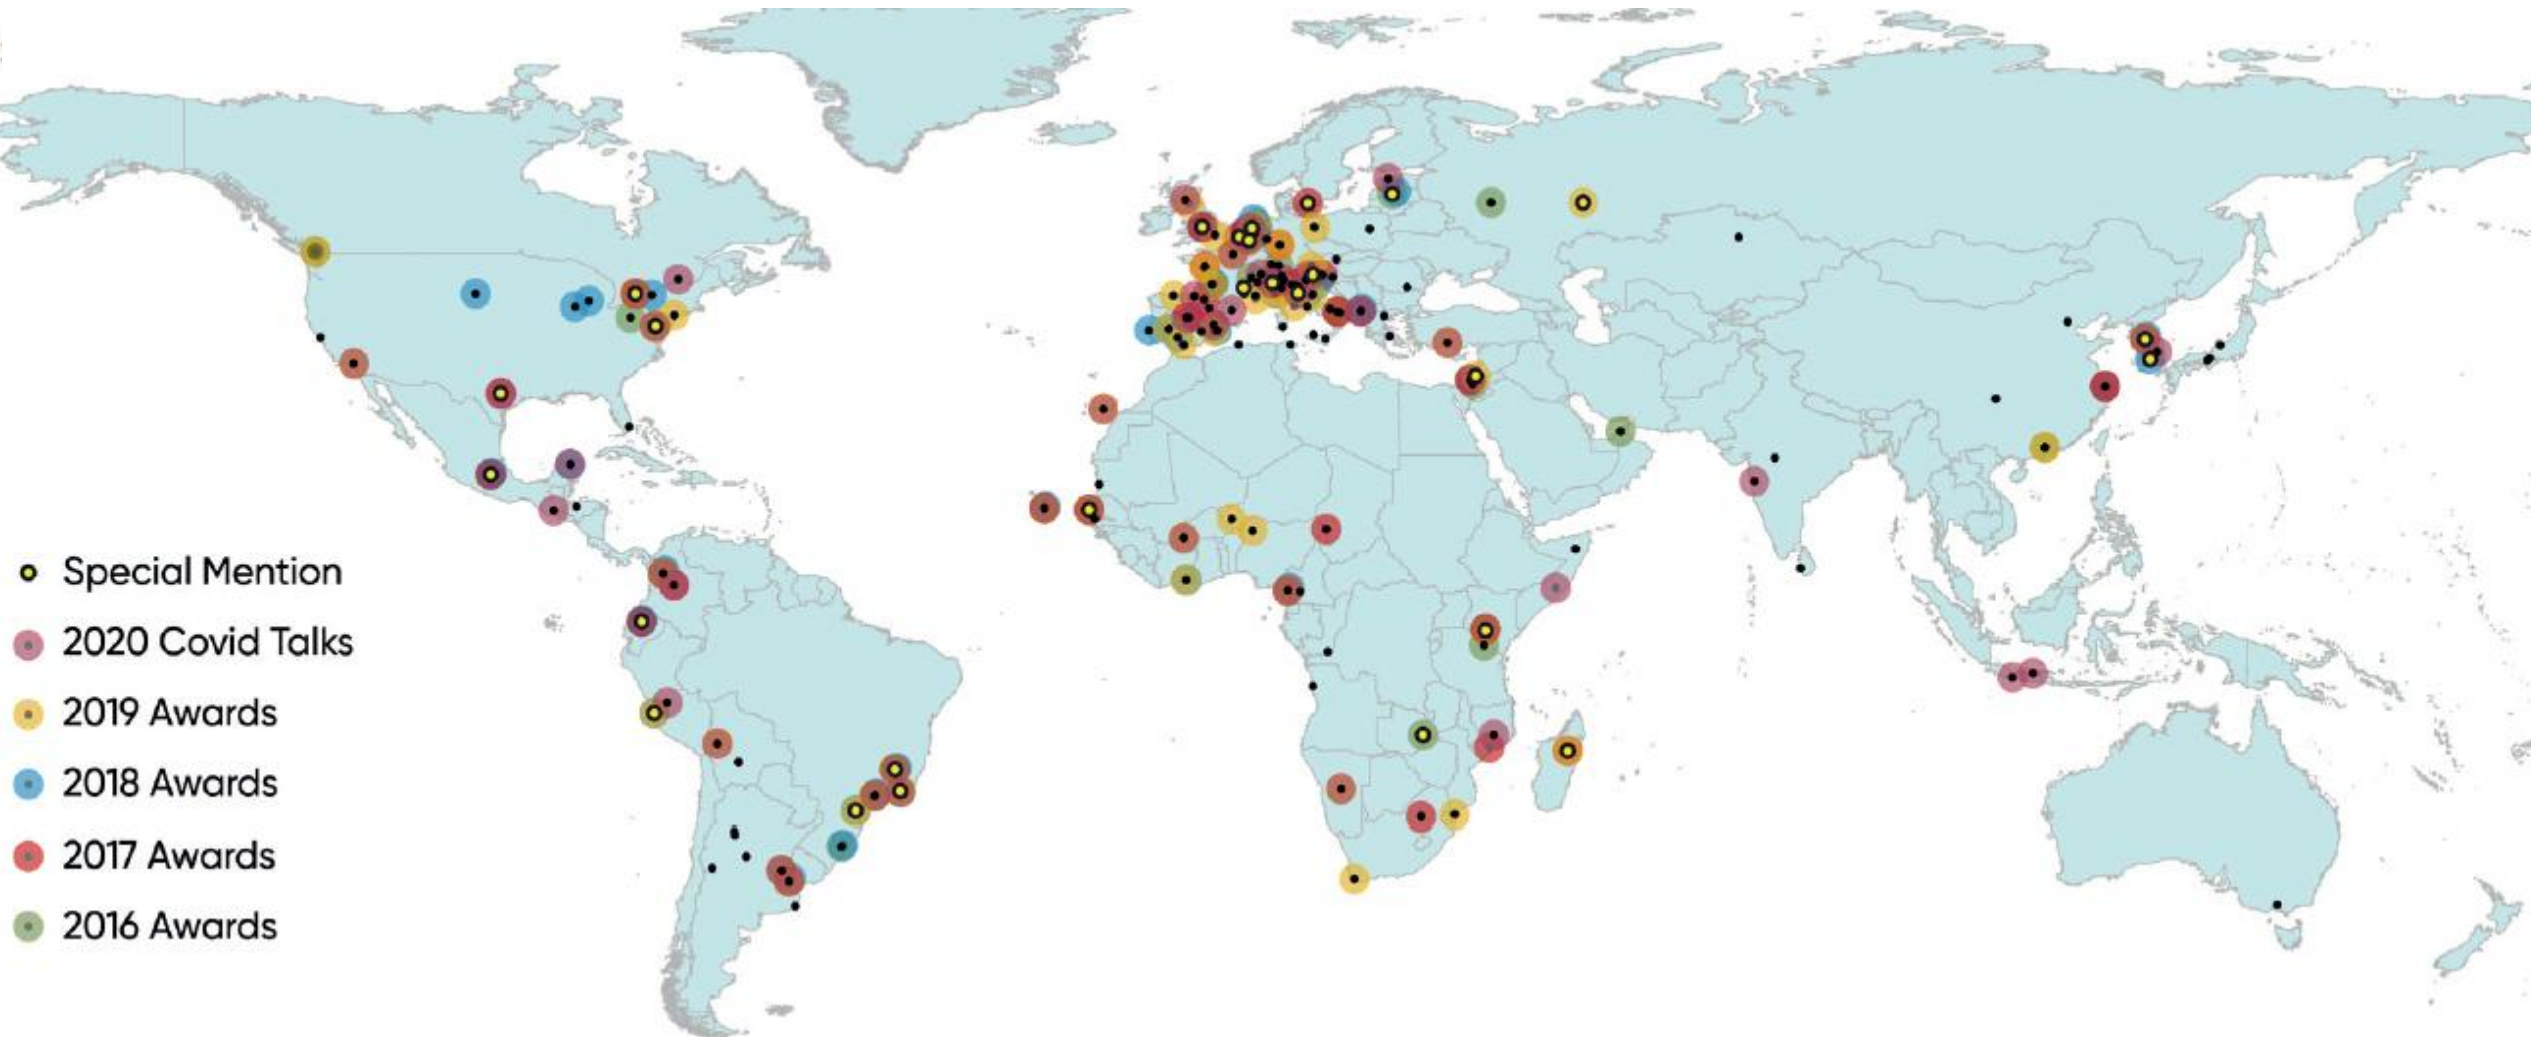 Special Mention
2020 Covid Talks
2019 Awards
2018 Awards
2017 Awards
2016 Awards